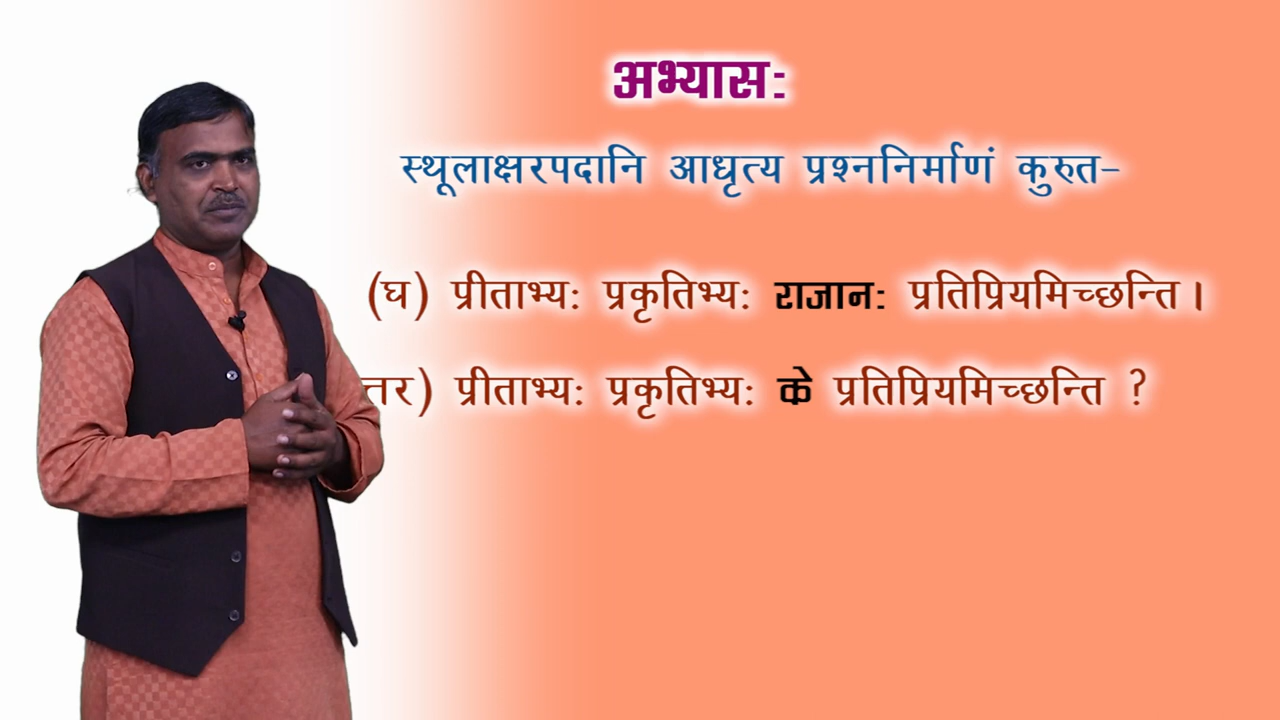 अभ्यासः
स्थूलाक्षरपदानि आधृत्य प्रश्ननिर्माणं कुरुत-
(घ) प्रीताभ्यः प्रकृतिभ्यः राजानः प्रतिप्रियमिच्छन्ति।
त्तर) प्रीताभ्यः प्रकृतिभ्यः के प्रतिप्रियमिच्छन्ति ?